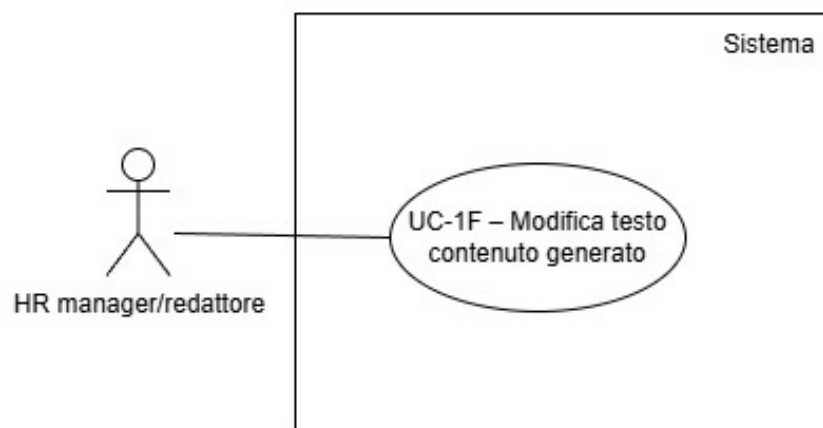 Sistema
UC-1F – Modifica testo
contenuto generato
HR manager/redattore